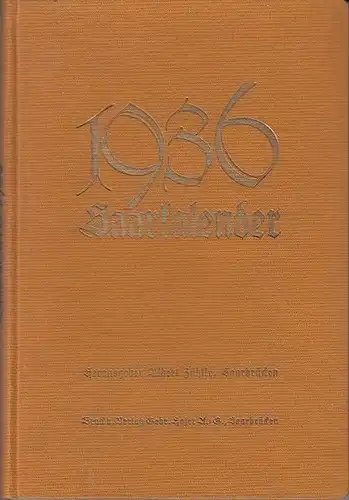 1936
Saarkalender
Herausgeber Albert Zühlke, Saarbrücken
Druck u. Verlag Gebr. Hofer A.-G., Saarbrücken